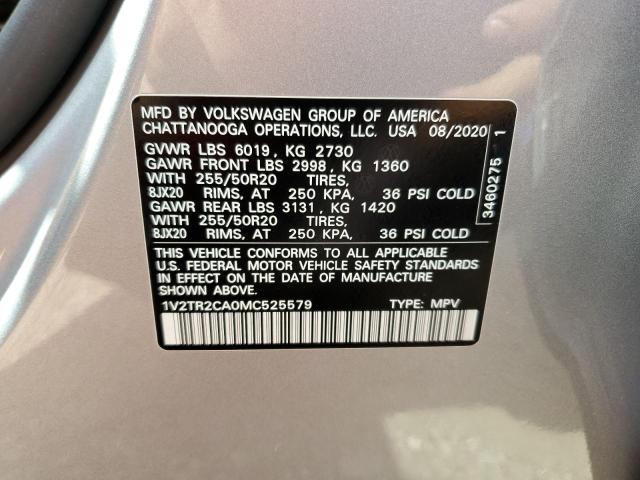 MFD BY VOLKSWAGEN GROUP OF AMERICA
CHATTANOOGA OPERATIONS, LLC. USA 08/2020
GVWR LBS 6019, KG 2730
GAWR FRONT LBS 2998, KG 1360
WITH 255/50R20 TIRES,
8JX20 RIMS, AT 250 KPA, 36 PSI COLD
GAWR REAR LBS 3131, KG 1420
WITH 255/50R20 TIRES,
8JX20 RIMS, AT 250 KPA, 36 PSI COLD
THIS VEHICLE CONFORMS TO ALL APPLICABLE
U.S. FEDERAL MOTOR VEHICLE SAFETY STANDARDS
IN EFFECT ON THE DATE OF MANUFACTURE
SHOWN ABOVE
1V2TR2CA0MC525579 TYPE: MPV
3460275 1